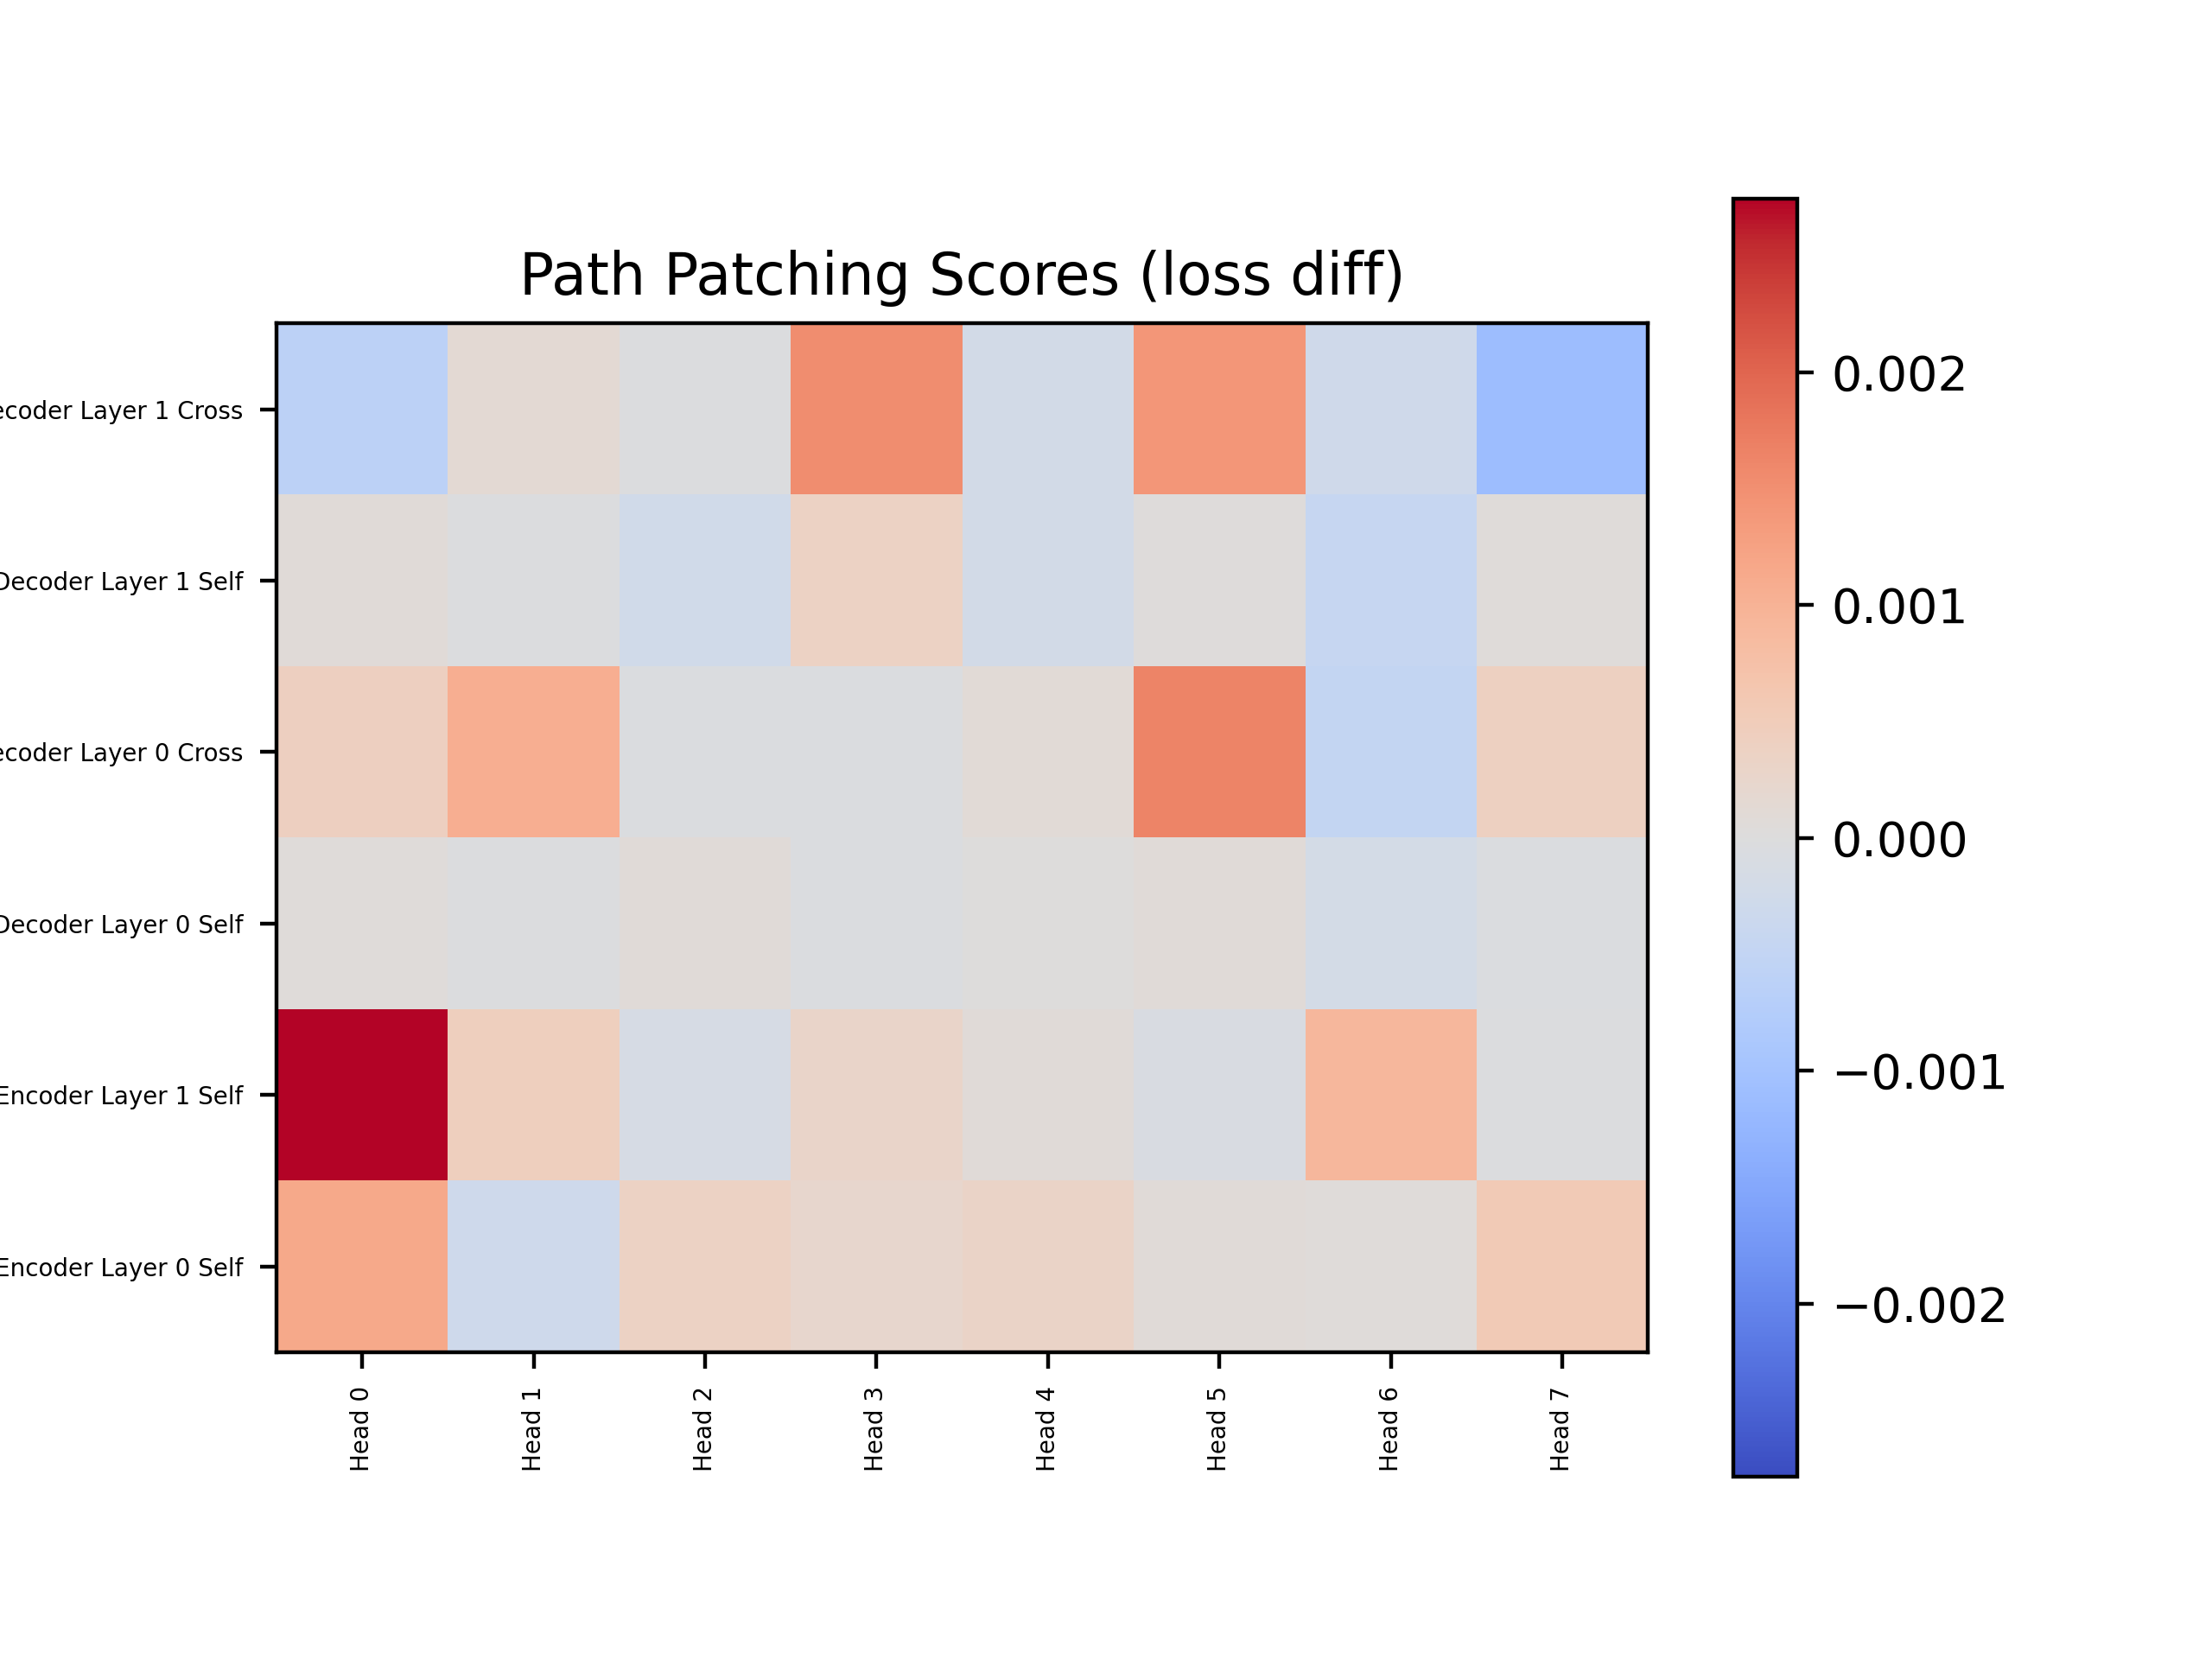 Path Patching Scores (loss diff)
ecoder Layer 1 Cross
Decoder Layer 1 Self
ecoder Layer 0 Cross
Decoder Layer 0 Self
Encoder Layer 1 Self
Encoder Layer 0 Self
Head 0
Head 1
Head 2
Head 3
Head 4
Head 5
Head 6
Head 7
0.002
0.001
0.000
−0.001
−0.002